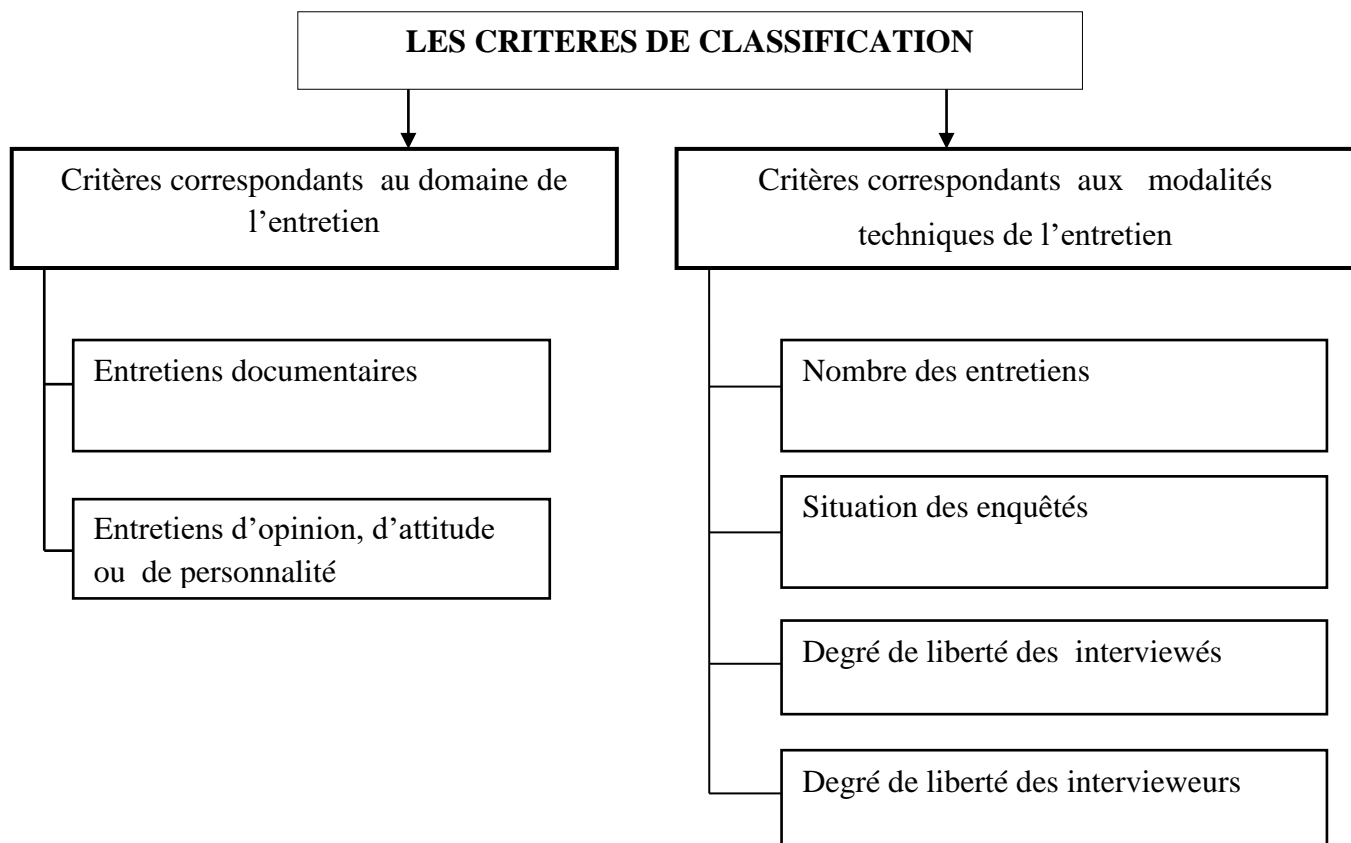 LES CRITERES DE CLASSIFICATION
Critères correspondants au domaine de
l’entretien
Entretiens documentaires
Entretiens d’opinion, d’attitude
ou de personnalité
Critères correspondants aux modalités
techniques de l’entretien
Nombre des entretiens
Situation des enquêtés
Degré de liberté des interviewés
Degré de liberté des intervieweurs